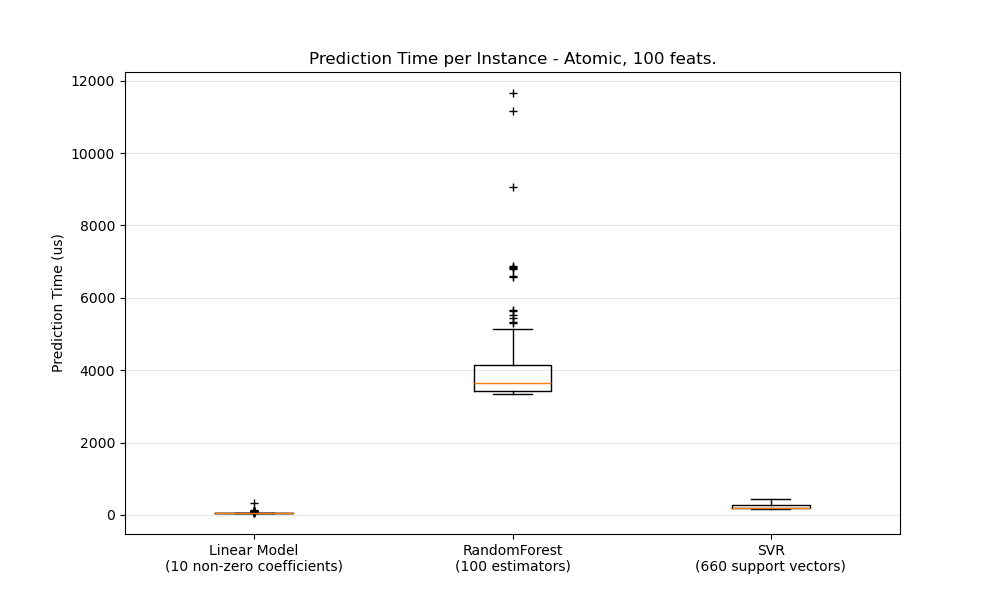 Prediction Time per Instance - Atomic, 100 feats.
Prediction Time (us)
12000
10000
8000
6000
4000
2000
0
Linear Model
(10 non-zero coefficients)
RandomForest
(100 estimators)
SVR
(660 support vectors)